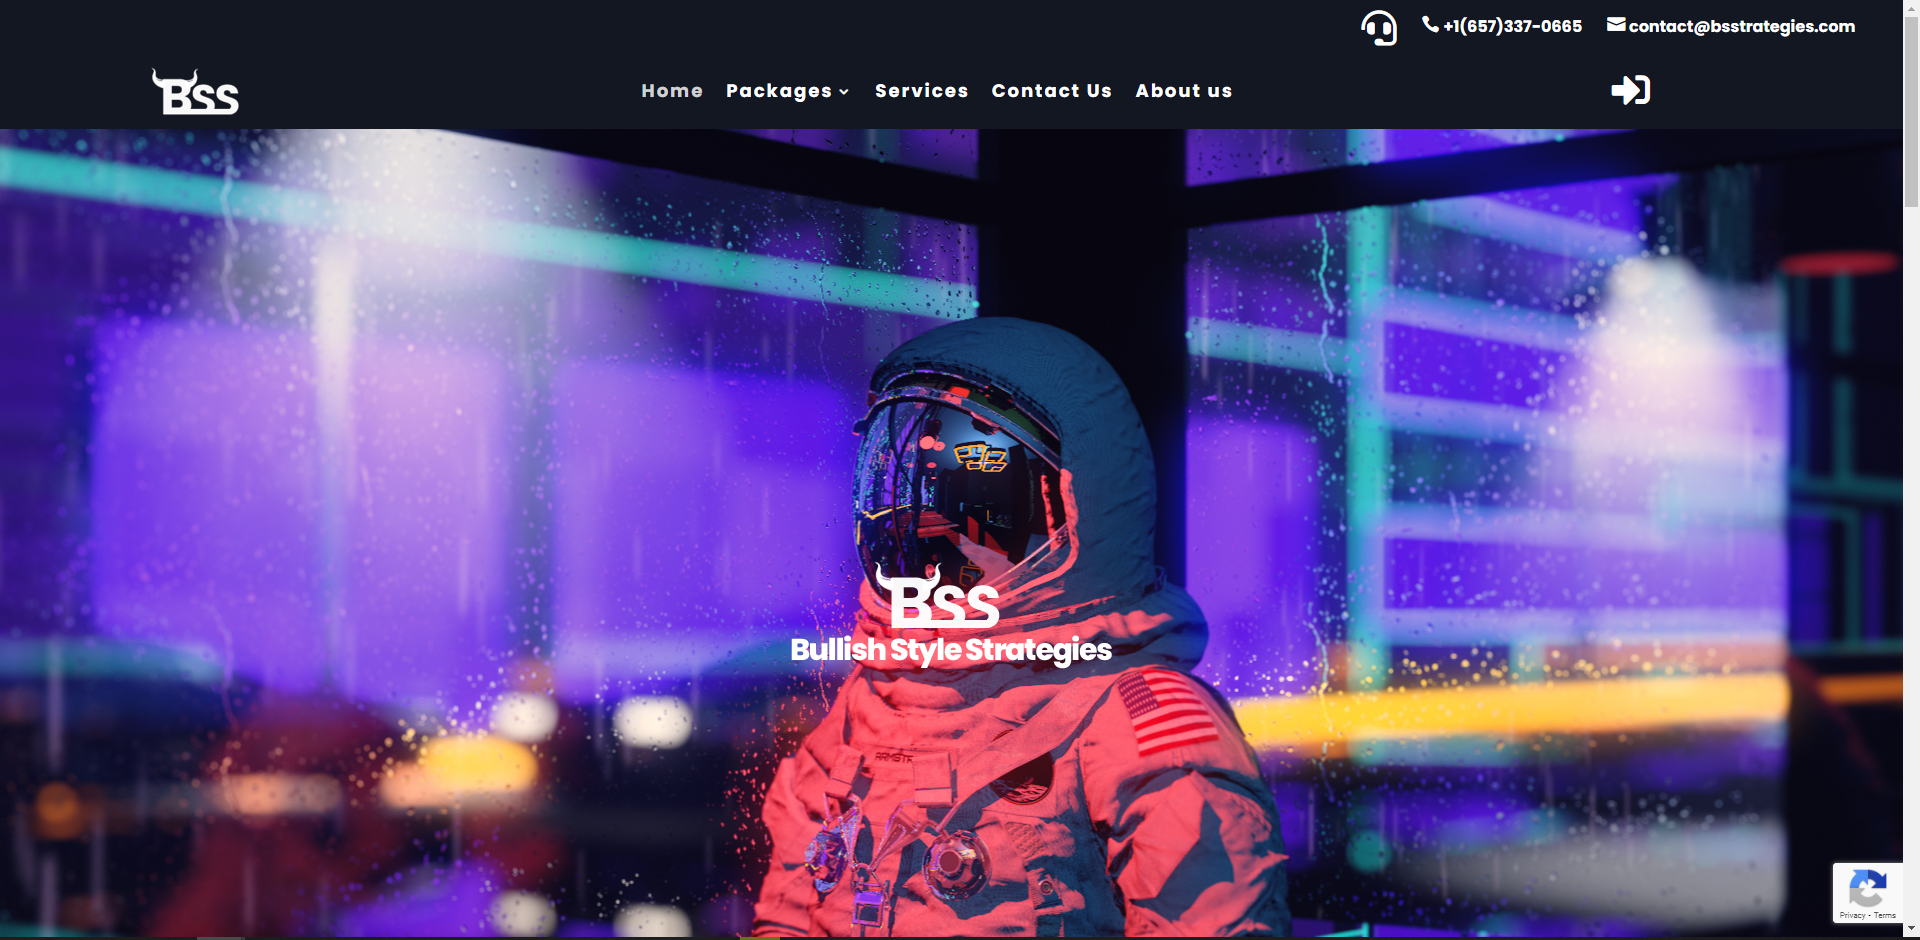 +1(657)337-0665 contact@bsstrategies.com
BSS
Home Packages Services Contact Us About us
BSS
Bullish Style Strategies
ARMSTR
Privacy - Terms